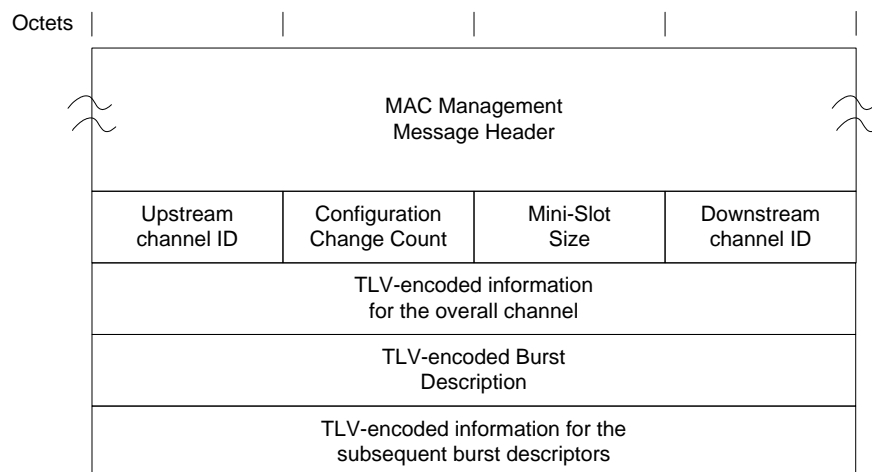 Octets
MAC Management
Message Header
Upstream
channel ID
Configuration
Change Count
Mini-Slot
Size
Downstream
channel ID
TLV-encoded information
for the overall channel
TLV-encoded Burst
Description
TLV-encoded information for the
subsequent burst descriptors